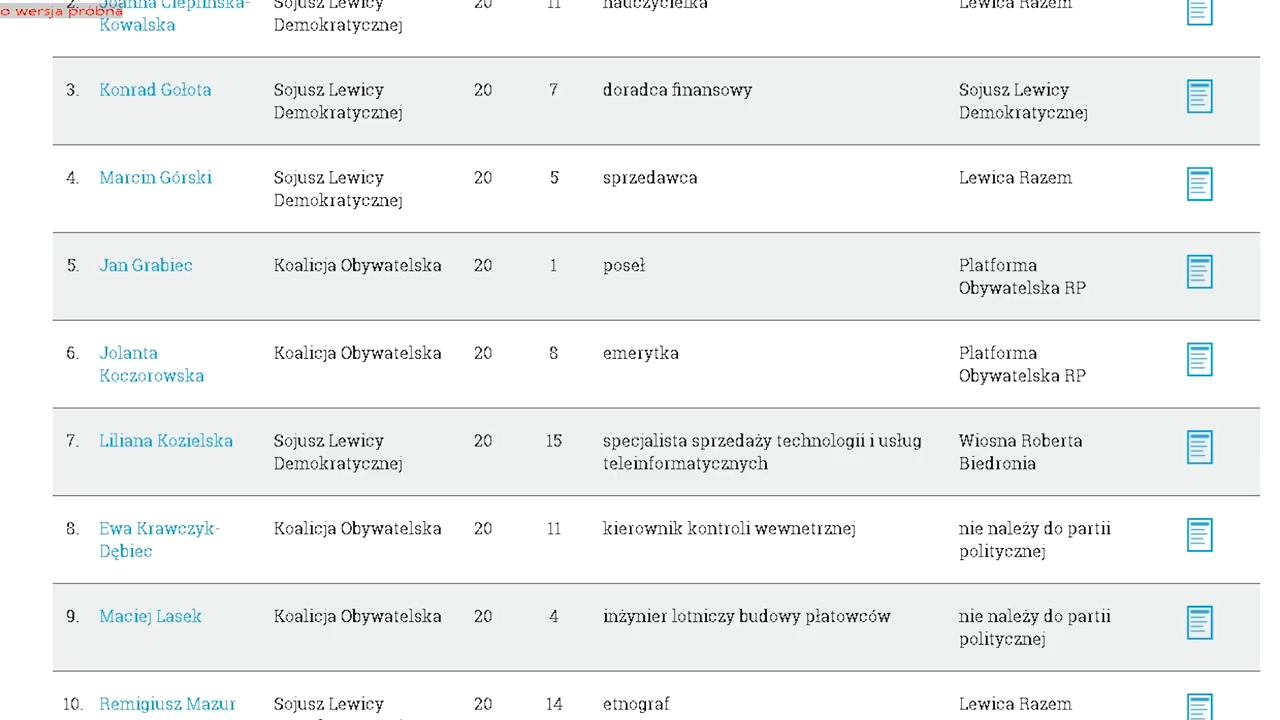 2. Joanna Cieplińska- Sojusz Lewicy 20 11 nauczycielka Lewica Razem
o wersja próbna
Kowalska Demokratycznej
3. Konrad Gołota Sojusz Lewicy 20 7 doradca finansowy Sojusz Lewicy
Demokratycznej Demokratycznej
4. Marcin Górski Sojusz Lewicy 20 5 sprzedawca Lewica Razem
Demokratycznej
5. Jan Grabiec Koalicja Obywatelska 20 1 poseł Platforma
Obywatelska RP
6. Jolanta Koalicja Obywatelska 20 8 emerytka Platforma
Koczorowska Obywatelska RP
7. Liliana Kozielska Sojusz Lewicy 20 15 specjalista sprzedaży technologii i usług Wiosna Roberta
Demokratycznej teleinformatycznych Biedronia
8. Ewa Krawczyk- Koalicja Obywatelska 20 11 kierownik kontroli wewnetrznej nie należy do partii
Dębiec politycznej
9. Maciej Lasek Koalicja Obywatelska 20 4 inżynier lotniczy budowy płatowców nie należy do partii
politycznej
10. Remigiusz Mazur Sojusz Lewicy 20 14 etnograf Lewica Razem